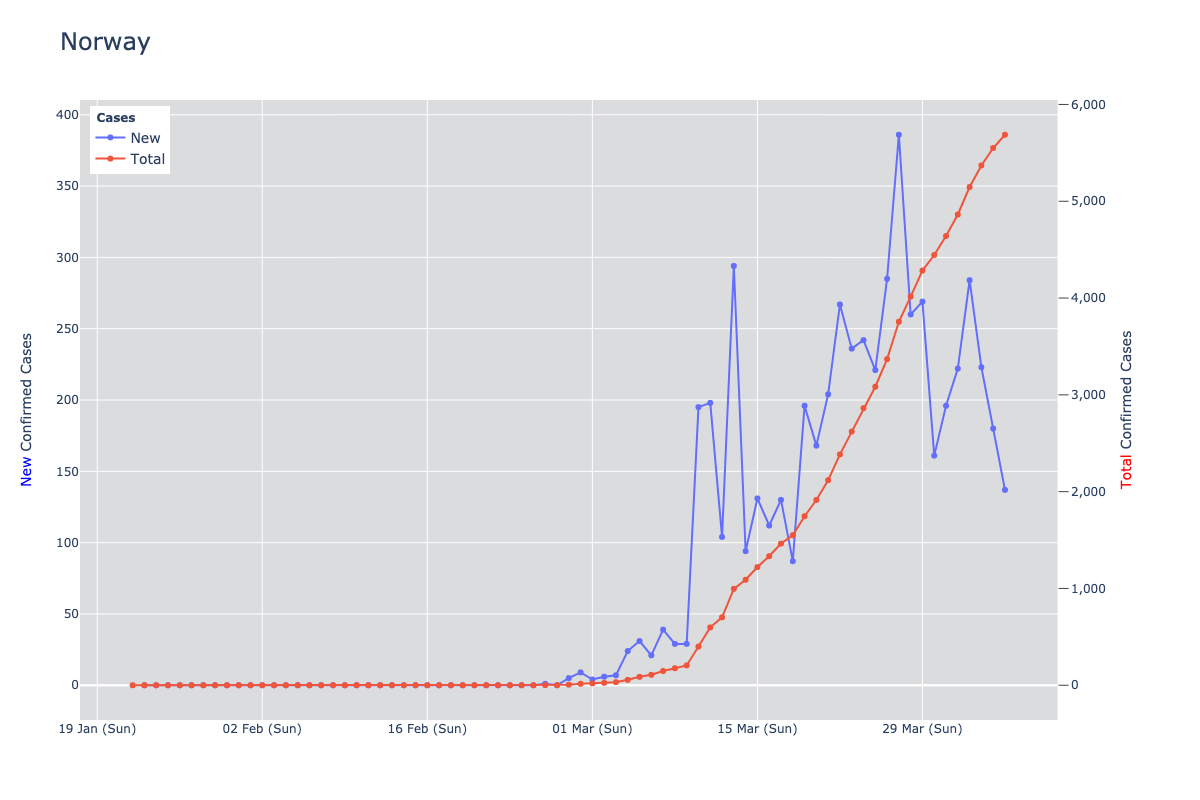 Norway
Cases
New
Total
400
350
300
250
200
150
100
50
0
6,000
5,000
4,000
3,000
2,000
1,000
0
New Confirmed Cases
Total Confirmed Cases
19 Jan (Sun) 02 Feb (Sun) 16 Feb (Sun) 01 Mar (Sun) 15 Mar (Sun) 29 Mar (Sun)